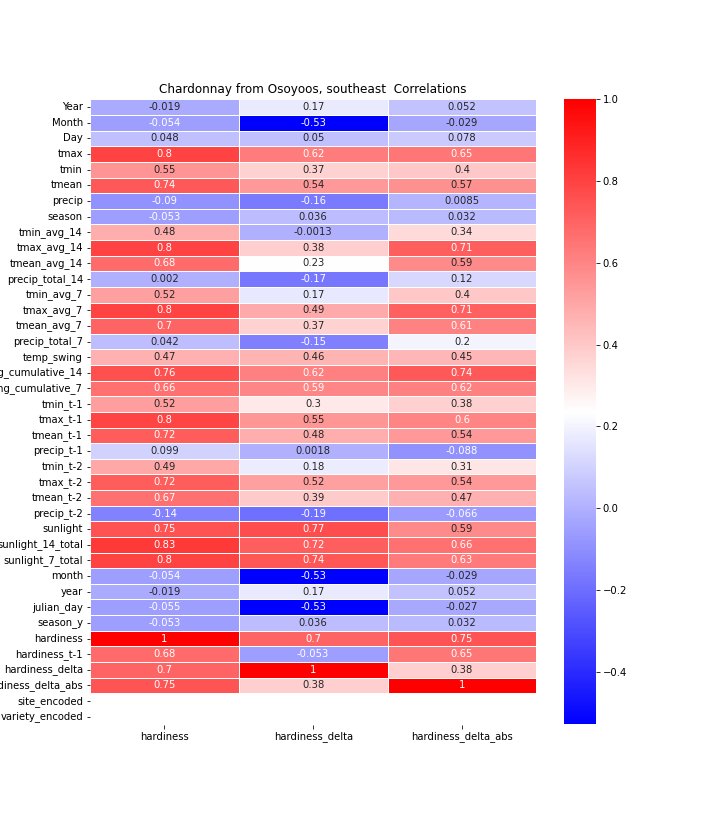 Chardonnay from Osoyoos, southeast  Correlations
Year -0.019 0.17 0.052
Month -0.054 -0.53 -0.029
Day 0.048 0.05 0.078
tmax 0.8 0.62 0.65
tmin 0.55 0.37 0.4
tmean 0.74 0.54 0.57
precip -0.09 -0.16 0.0085
season -0.053 0.036 0.032
tmin_avg_14 0.48 -0.0013 0.34
tmax_avg_14 0.8 0.38 0.71
tmean_avg_14 0.68 0.23 0.59
precip_total_14 0.002 -0.17 0.12
tmin_avg_7 0.52 0.17 0.4
tmax_avg_7 0.8 0.49 0.71
tmean_avg_7 0.7 0.37 0.61
precip_total_7 0.042 -0.15 0.2
temp_swing 0.47 0.46 0.45
g_cumulative_14 0.76 0.62 0.74
ng_cumulative_7 0.66 0.59 0.62
tmin_t-1 0.52 0.3 0.38
tmax_t-1 0.8 0.55 0.6
tmean_t-1 0.72 0.48 0.54
precip_t-1 0.099 0.0018 -0.088
tmin_t-2 0.49 0.18 0.31
tmax_t-2 0.72 0.52 0.54
tmean_t-2 0.67 0.39 0.47
precip_t-2 -0.14 -0.19 -0.066
sunlight 0.75 0.77 0.59
sunlight_14_total 0.83 0.72 0.66
sunlight_7_total 0.8 0.74 0.63
month -0.054 -0.53 -0.029
year -0.019 0.17 0.052
julian_day -0.055 -0.53 -0.027
season_y -0.053 0.036 0.032
hardiness 1 0.7 0.75
hardiness_t-1 0.68 -0.053 0.65
hardiness_delta 0.7 1 0.38
diness_delta_abs 0.75 0.38 1
site_encoded
variety_encoded
hardiness hardiness_delta hardiness_delta_abs
1.0
0.8
0.6
0.4
0.2
0.0
−0.2
−0.4